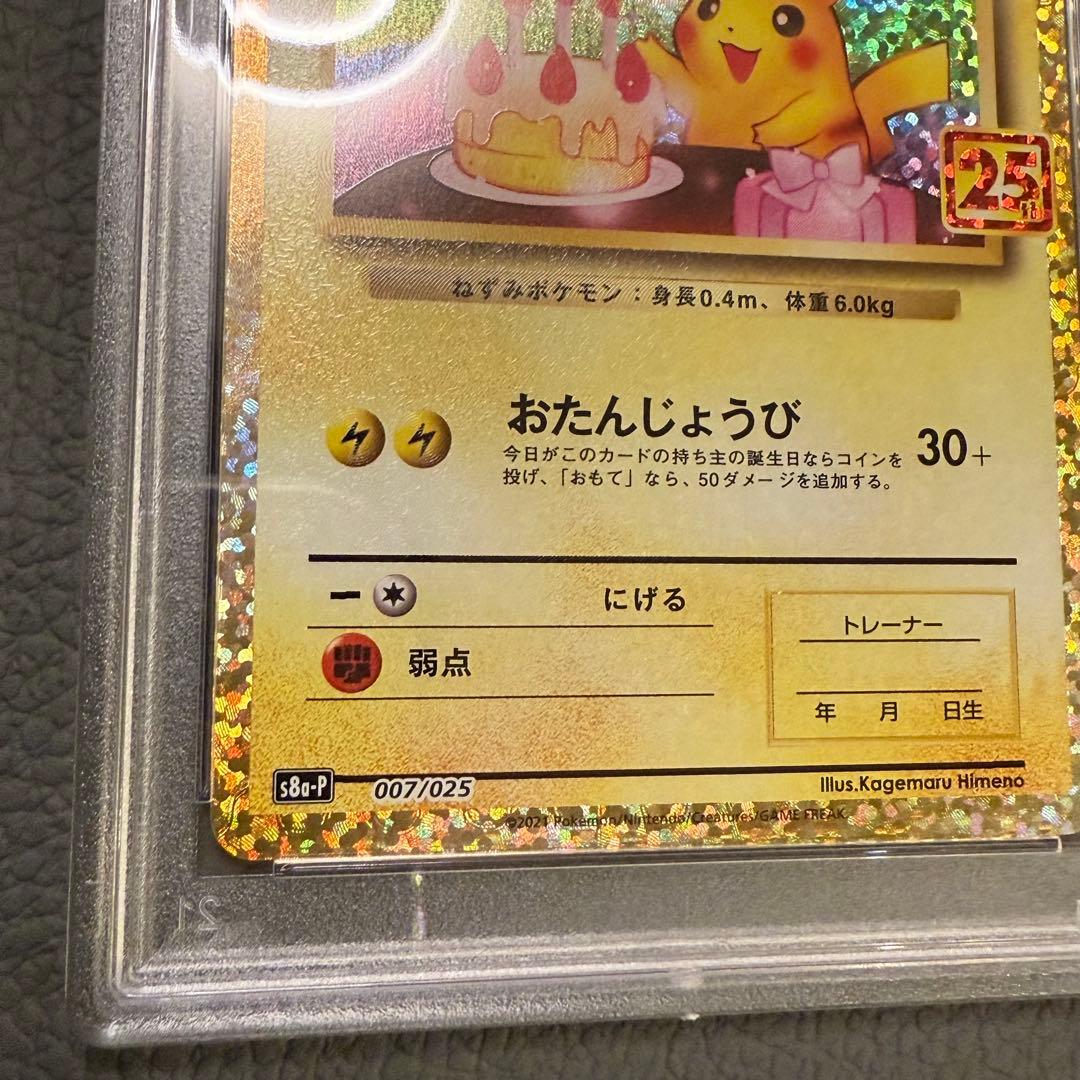 25
th
ねずみポケモン：身長0.4m、体重6.0kg
おたんじょうび
30+
今日がこのカードの持ち主の誕生日ならコインを
投げ、「おもて」なら、50ダメージを追加する。
ー にげる
弱点
トレーナー
年 月 日生
s8a-P 007/025
Illus.Kagemaru Himeno
©2021 Pokémon/Nintendo/Creatures/GAME FREAK.
21